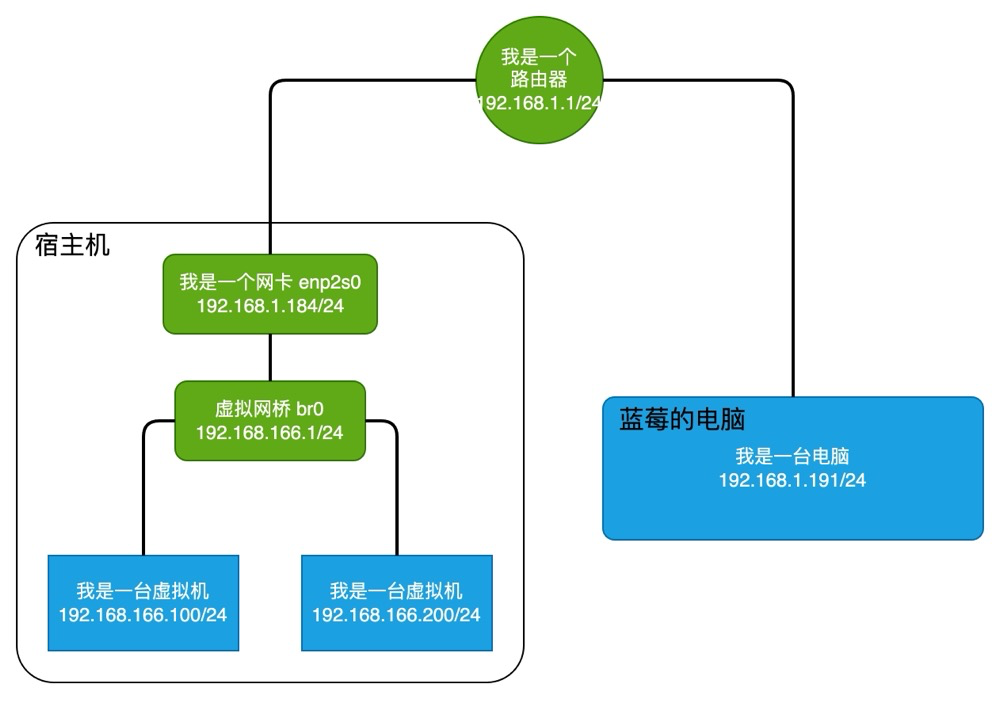 我是一个
路由器
192.168.1.1/24
宿主机
我是一个网卡 enp2s0
192.168.1.184/24
虚拟网桥 br0
192.168.166.1/24
蓝莓的电脑
我是一台电脑
192.168.1.191/24
我是一台虚拟机
192.168.166.100/24
我是一台虚拟机
192.168.166.200/24